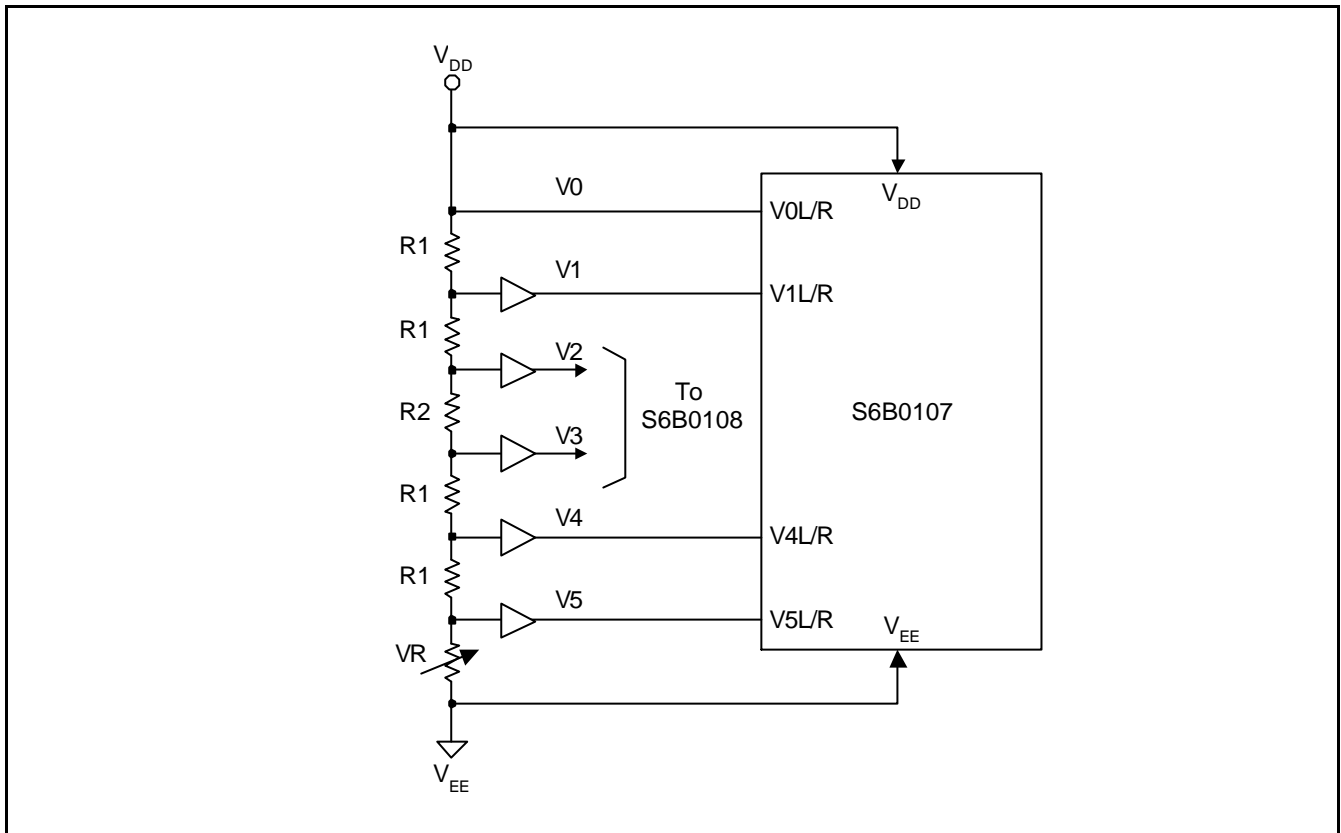 VDD
V0
V0L/R
VDD
R1
V1
V1L/R
R1
V2
R2
To
S6B0108
S6B0107
V3
R1
V4
V4L/R
R1
V5
V5L/R
VEE
VR
VEE